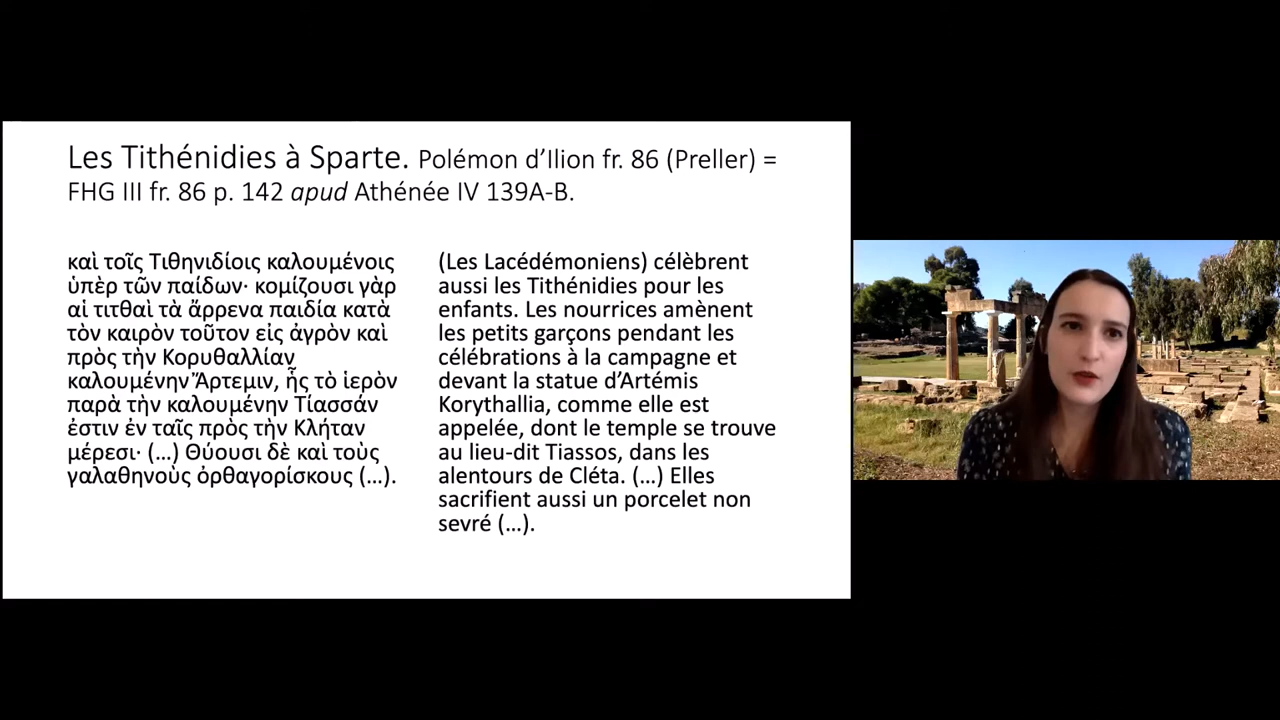 Les Tithénidies à Sparte. Polémon d’Ilion fr. 86 (Preller) =
FHG III fr. 86 p. 142 apud Athénée IV 139A-B.
καὶ τοῖς Τιθηνιδίοις καλουμένοις
ὑπὲρ τῶν παίδων· κομίζουσι γὰρ
αἱ τιτθαὶ τὰ ἄρρενα παιδία κατὰ
τὸν καιρὸν τοῦτον εἰς ἀγρὸν καὶ
πρὸς τὴν Κορυθαλλίαν
καλουμένην Ἄρτεμιν, ἧς τὸ ἱερὸν
παρὰ τὴν καλουμένην Τίασσάν
ἐστιν ἐν ταῖς πρὸς τὴν Κλήταν
μέρεσι· (…) Θύουσι δὲ καὶ τοὺς
γαλαθηνοὺς ὀρθαγορίσκους (…).
(Les Lacédémoniens) célèbrent
aussi les Tithénidies pour les
enfants. Les nourrices amènent
les petits garçons pendant les
célébrations à la campagne et
devant la statue d’Artémis
Korythallia, comme elle est
appelée, dont le temple se trouve
au lieu-dit Tiassos, dans les
alentours de Cléta. (…) Elles
sacrifient aussi un porcelet non
sevré (…).